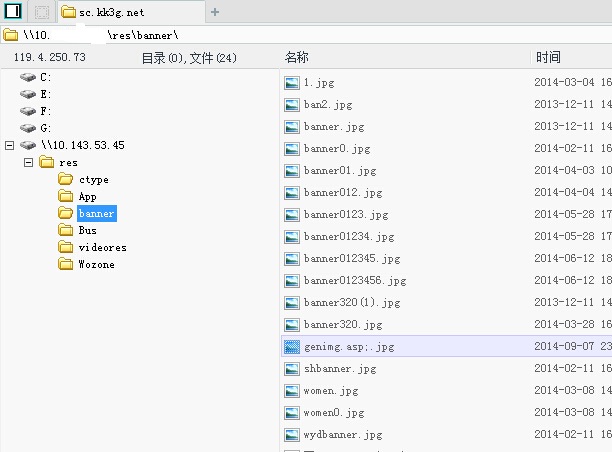 sc.kk3g.net
\\10. \res\banner\
119.4.250.73 目录(0),文件(24) 名称 时间
C:
E:
F:
G:
\\10.143.53.45
res
ctype
App
banner
Bus
videores
Wozone
1.jpg 2014-03-04 16
ban2.jpg 2013-12-11 14
banner.jpg 2013-12-11 14
banner0.jpg 2014-02-11 16
banner01.jpg 2014-04-03 10
banner012.jpg 2014-04-04 14
banner0123.jpg 2014-05-28 17
banner01234.jpg 2014-05-28 17
banner012345.jpg 2014-06-12 18
banner0123456.jpg 2014-06-12 18
banner320(1).jpg 2013-12-11 14
banner320.jpg 2014-03-28 16
genimg.asp;.jpg 2014-09-07 23
shbanner.jpg 2014-02-11 16
women.jpg 2014-03-08 14
women0.jpg 2014-03-08 14
wydbanner.jpg 2014-02-11 16